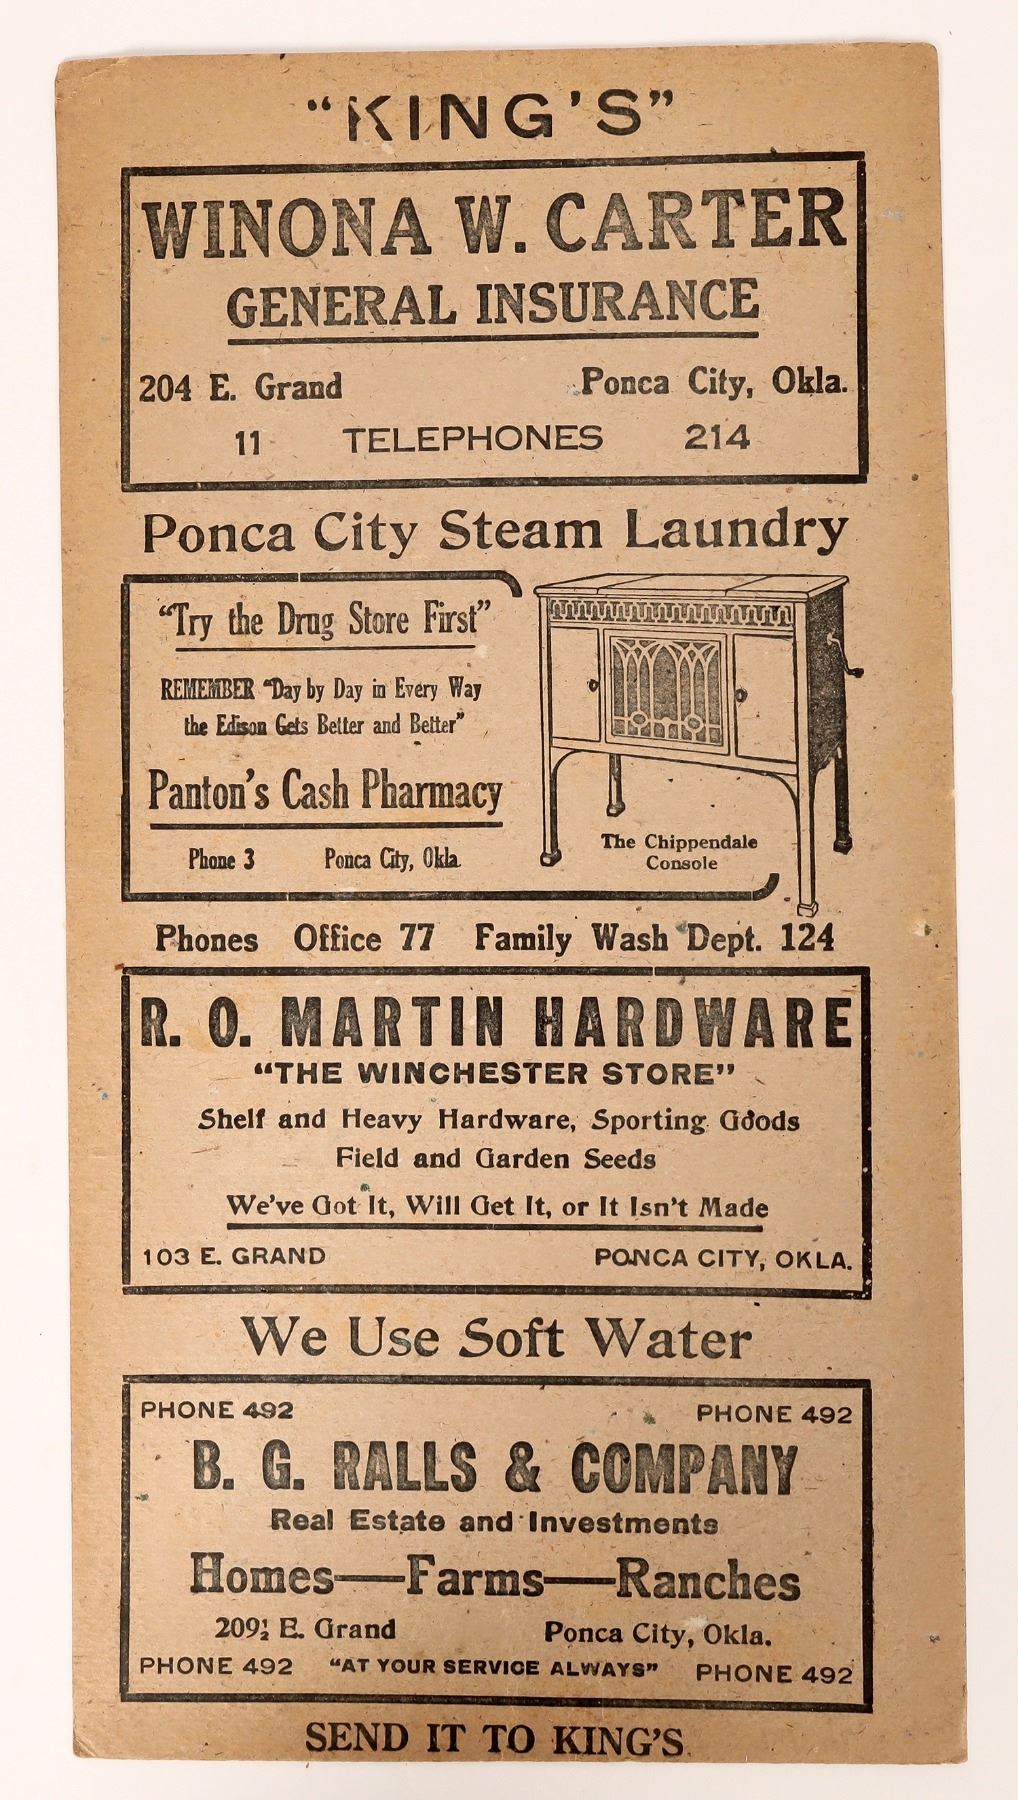 "KING'S"
WINONA W. CARTER
GENERAL INSURANCE
204 E. Grand Ponca City, Okla.
11 TELEPHONES 214
Ponca City Steam Laundry
"Try the Drug Store First"
REMEMBER "Day by Day in Every Way
the Edison Gets Better and Better"
Panton's Cash Pharmacy
Phone 3 Ponca City, Okla
The Chippendale
Console
Phones Office 77 Family Wash Dept. 124
R. O. MARTIN HARDWARE
"THE WINCHESTER STORE"
Shelf and Heavy Hardware, Sporting Goods
Field and Garden Seeds
We've Got It, Will Get It, or It Isn't Made
103 E. GRAND PONCA CITY, OKLA.
We Use Soft Water
PHONE 492 PHONE 492
B. G. RALLS & COMPANY
Real Estate and Investments
Homes—Farms—Ranches
209½ E. Grand Ponca City, Okla.
PHONE 492 "AT YOUR SERVICE ALWAYS" PHONE 492
SEND IT TO KING'S